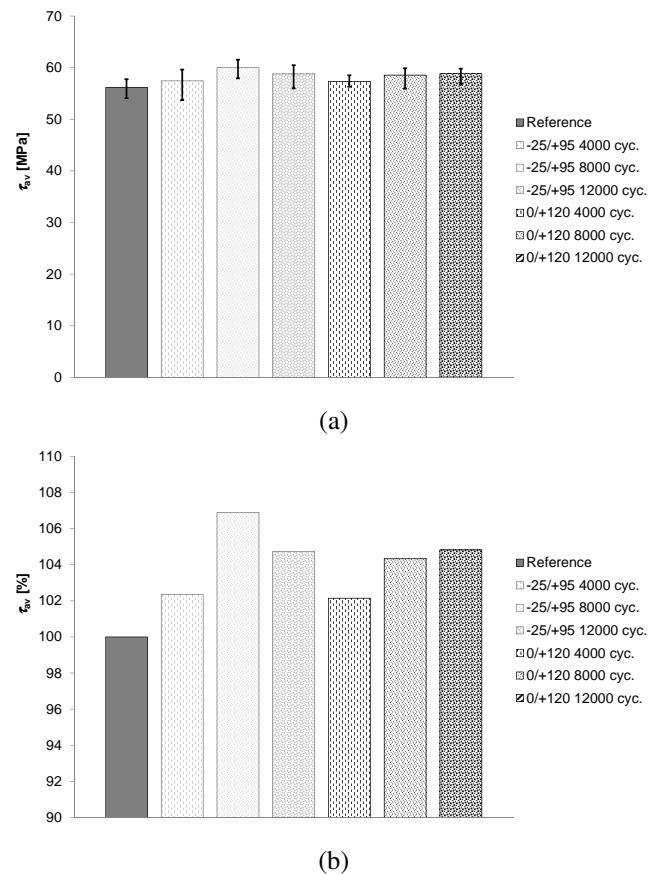 70
60
50
40
30
20
10
0
τav [MPa]
Reference
-25/+95 4000 cyc.
-25/+95 8000 cyc.
-25/+95 12000 cyc.
0/+120 4000 cyc.
0/+120 8000 cyc.
0/+120 12000 cyc.
(a)
110
108
106
104
102
100
98
96
94
92
90
τav [%]
Reference
-25/+95 4000 cyc.
-25/+95 8000 cyc.
-25/+95 12000 cyc.
0/+120 4000 cyc.
0/+120 8000 cyc.
0/+120 12000 cyc.
(b)